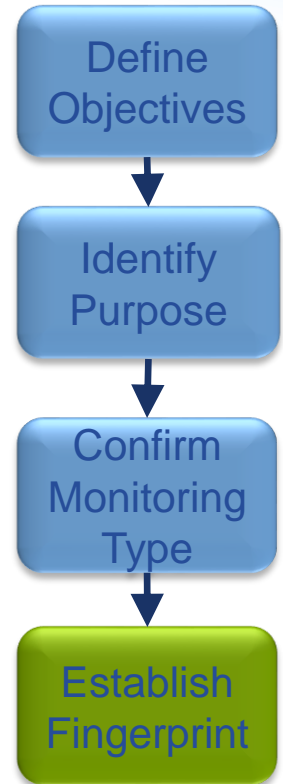 Define
Objectives
Identify
Purpose
Confirm
Monitoring
Type
Establish
Fingerprint